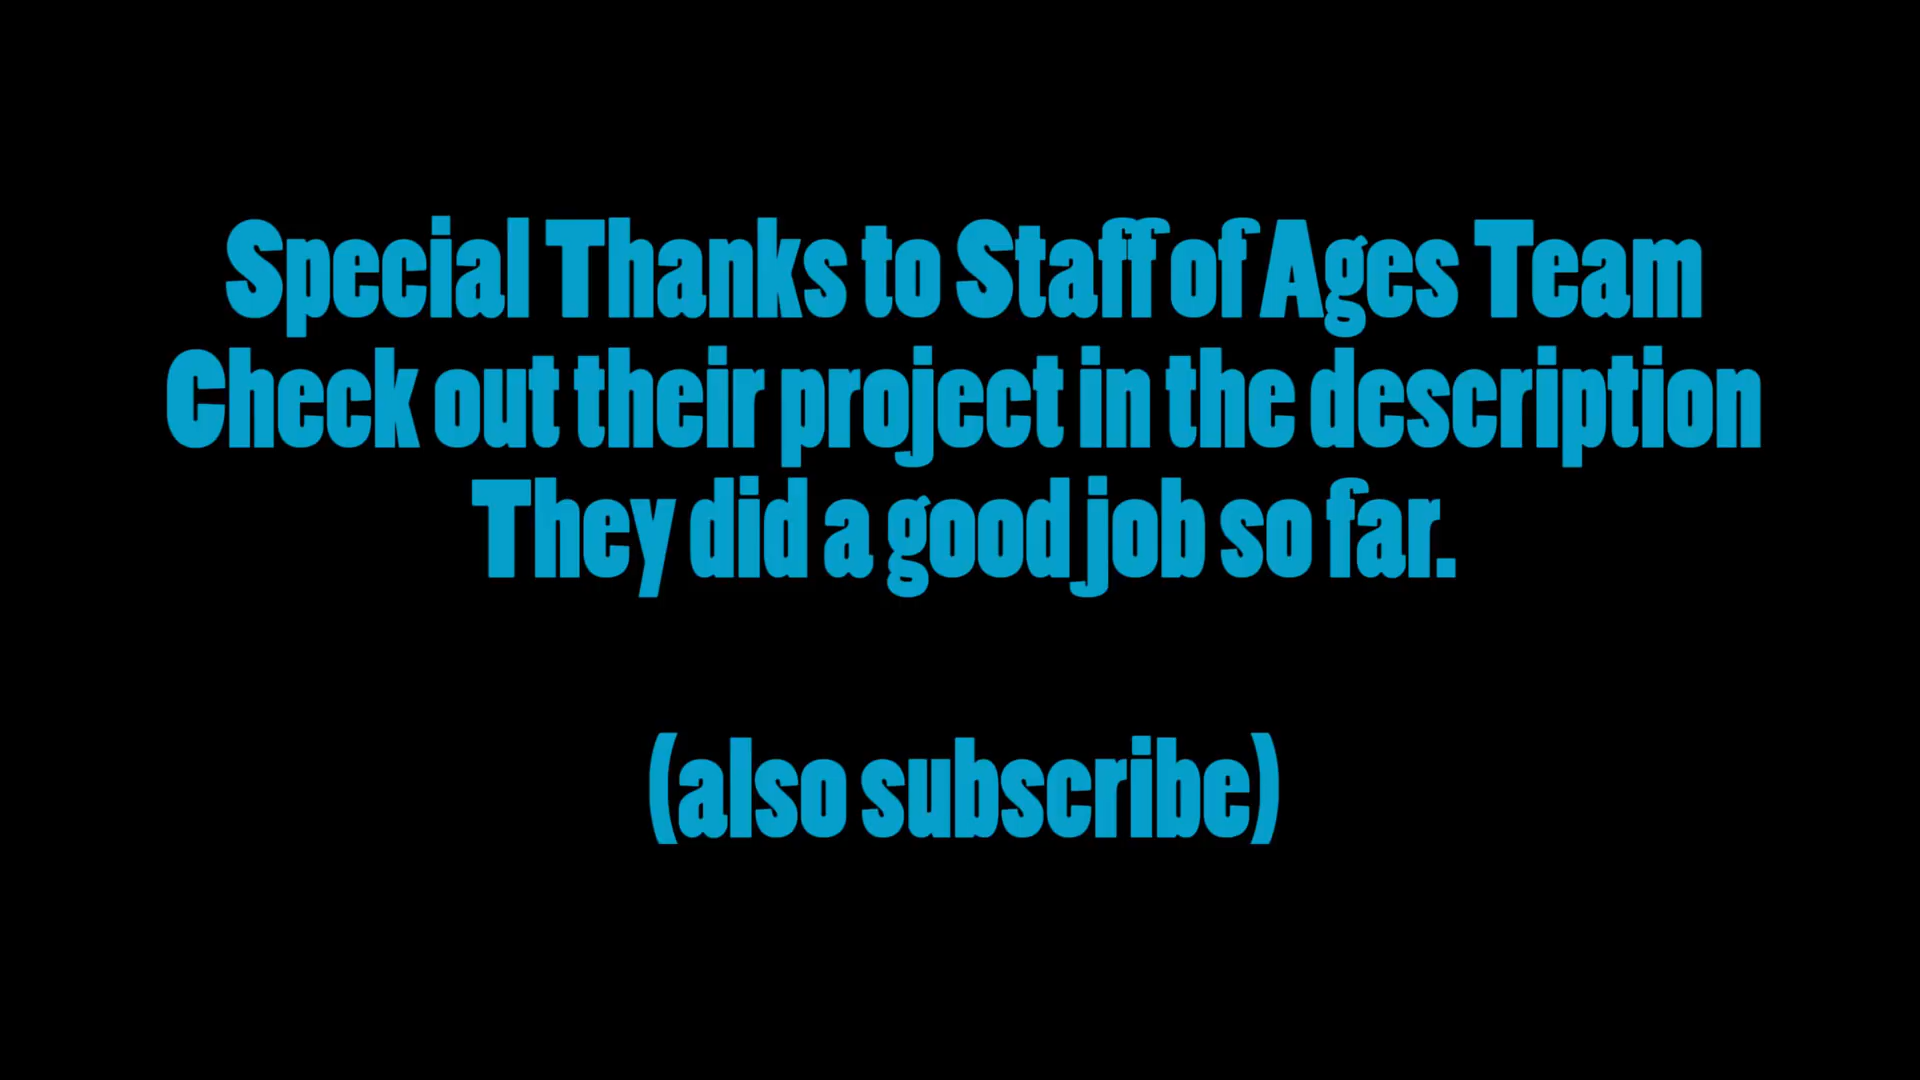 Special Thanks to Staff of Ages Team
Check out their project in the description
They did a good job so far.
(also subscribe)